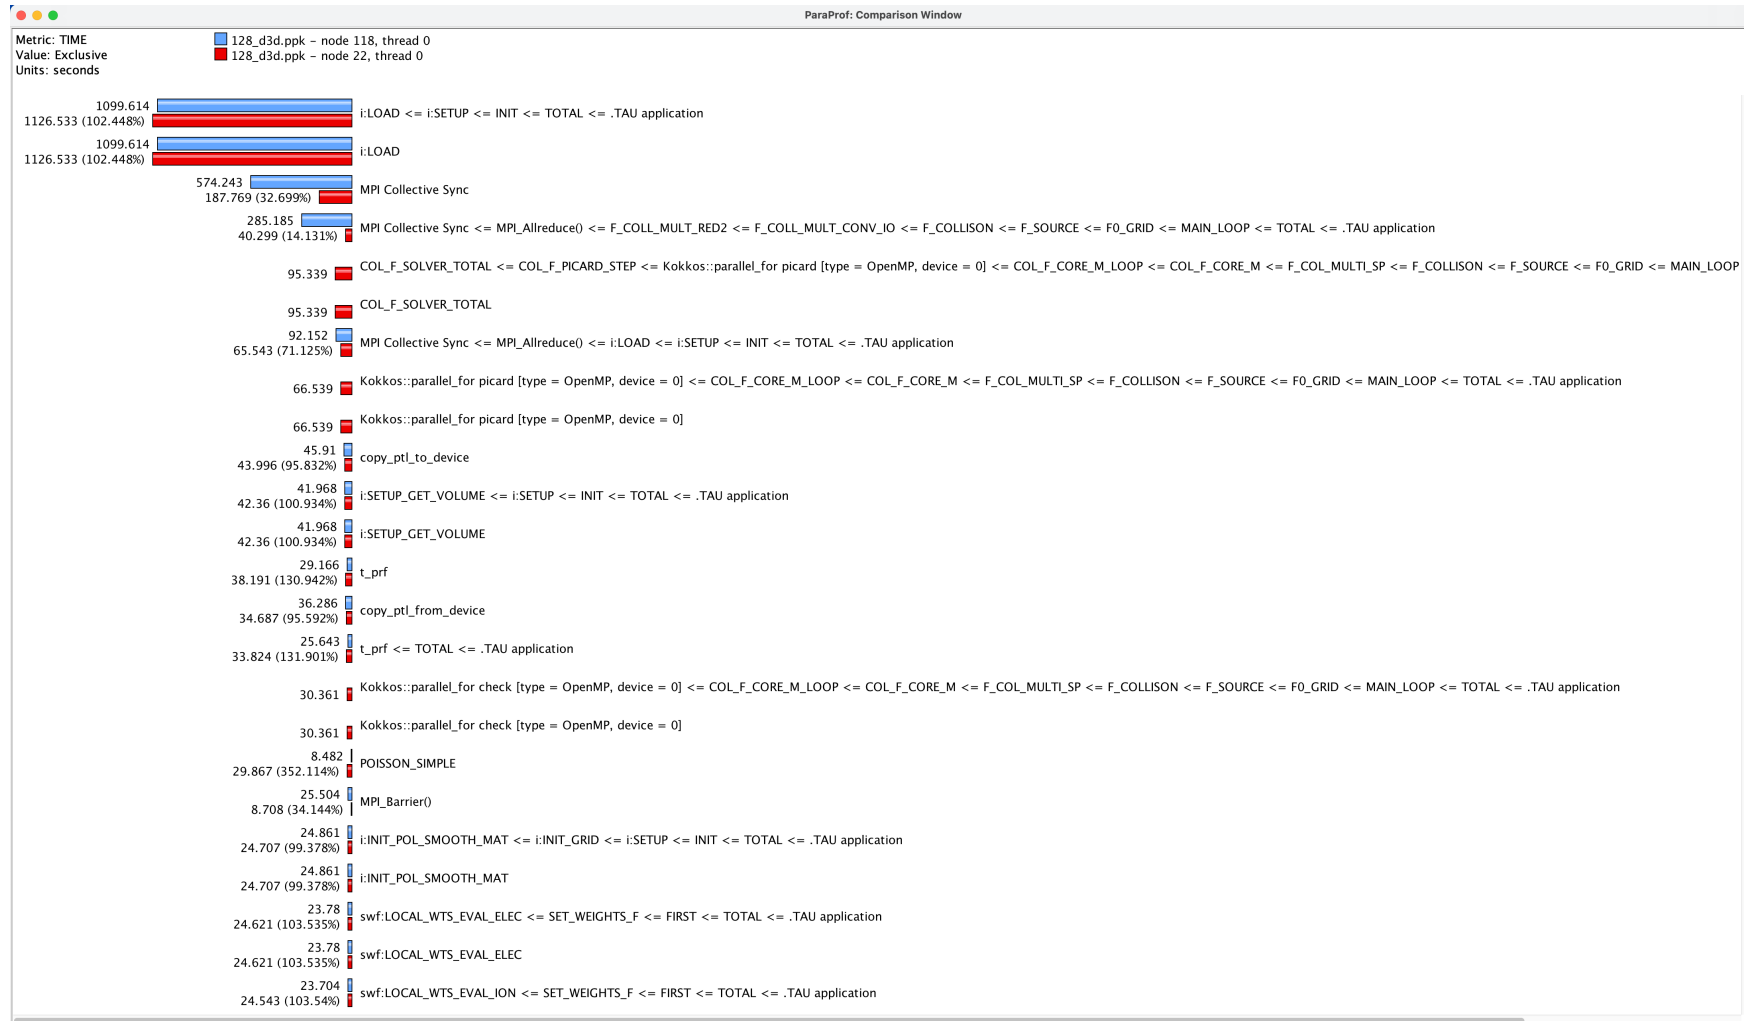 ParaProf: Comparison Window
Metric: TIME
Value: Exclusive
Units: seconds
128_d3d.ppk – node 118, thread 0
128_d3d.ppk – node 22, thread 0
1099.614
1126.533 (102.448%)
i:LOAD <= i:SETUP <= INIT <= TOTAL <= .TAU application
1099.614
1126.533 (102.448%)
i:LOAD
574.243
187.769 (32.699%)
MPI Collective Sync
285.185
40.299 (14.131%)
MPI Collective Sync <= MPI_Allreduce() <= F_COLL_MULT_RED2 <= F_COLL_MULT_CONV_IO <= F_COLLISON <= F_SOURCE <= F0_GRID <= MAIN_LOOP <= TOTAL <= .TAU application
95.339
COL_F_SOLVER_TOTAL <= COL_F_PICARD_STEP <= Kokkos::parallel_for picard [type = OpenMP, device = 0] <= COL_F_CORE_M_LOOP <= COL_F_CORE_M <= F_COL_MULTI_SP <= F_COLLISON <= F_SOURCE <= F0_GRID <= MAIN_LOOP
95.339
COL_F_SOLVER_TOTAL
92.152
65.543 (71.125%)
MPI Collective Sync <= MPI_Allreduce() <= i:LOAD <= i:SETUP <= INIT <= TOTAL <= .TAU application
66.539
Kokkos::parallel_for picard [type = OpenMP, device = 0] <= COL_F_CORE_M_LOOP <= COL_F_CORE_M <= F_COL_MULTI_SP <= F_COLLISON <= F_SOURCE <= F0_GRID <= MAIN_LOOP <= TOTAL <= .TAU application
66.539
Kokkos::parallel_for picard [type = OpenMP, device = 0]
45.91
43.996 (95.832%)
copy_ptl_to_device
41.968
42.36 (100.934%)
i:SETUP_GET_VOLUME <= i:SETUP <= INIT <= TOTAL <= .TAU application
41.968
42.36 (100.934%)
i:SETUP_GET_VOLUME
29.166
38.191 (130.942%)
t_prf
36.286
34.687 (95.592%)
copy_ptl_from_device
25.643
33.824 (131.901%)
t_prf <= TOTAL <= .TAU application
30.361
Kokkos::parallel_for check [type = OpenMP, device = 0] <= COL_F_CORE_M_LOOP <= COL_F_CORE_M <= F_COL_MULTI_SP <= F_COLLISON <= F_SOURCE <= F0_GRID <= MAIN_LOOP <= TOTAL <= .TAU application
30.361
Kokkos::parallel_for check [type = OpenMP, device = 0]
8.482
29.867 (352.114%)
POISSON_SIMPLE
25.504
8.708 (34.144%)
MPI_Barrier()
24.861
24.707 (99.378%)
i:INIT_POL_SMOOTH_MAT <= i:INIT_GRID <= i:SETUP <= INIT <= TOTAL <= .TAU application
24.861
24.707 (99.378%)
i:INIT_POL_SMOOTH_MAT
23.78
24.621 (103.535%)
swf:LOCAL_WTS_EVAL_ELEC <= SET_WEIGHTS_F <= FIRST <= TOTAL <= .TAU application
23.78
24.621 (103.535%)
swf:LOCAL_WTS_EVAL_ELEC
23.704
24.543 (103.54%)
swf:LOCAL_WTS_EVAL_ION <= SET_WEIGHTS_F <= FIRST <= TOTAL <= .TAU application